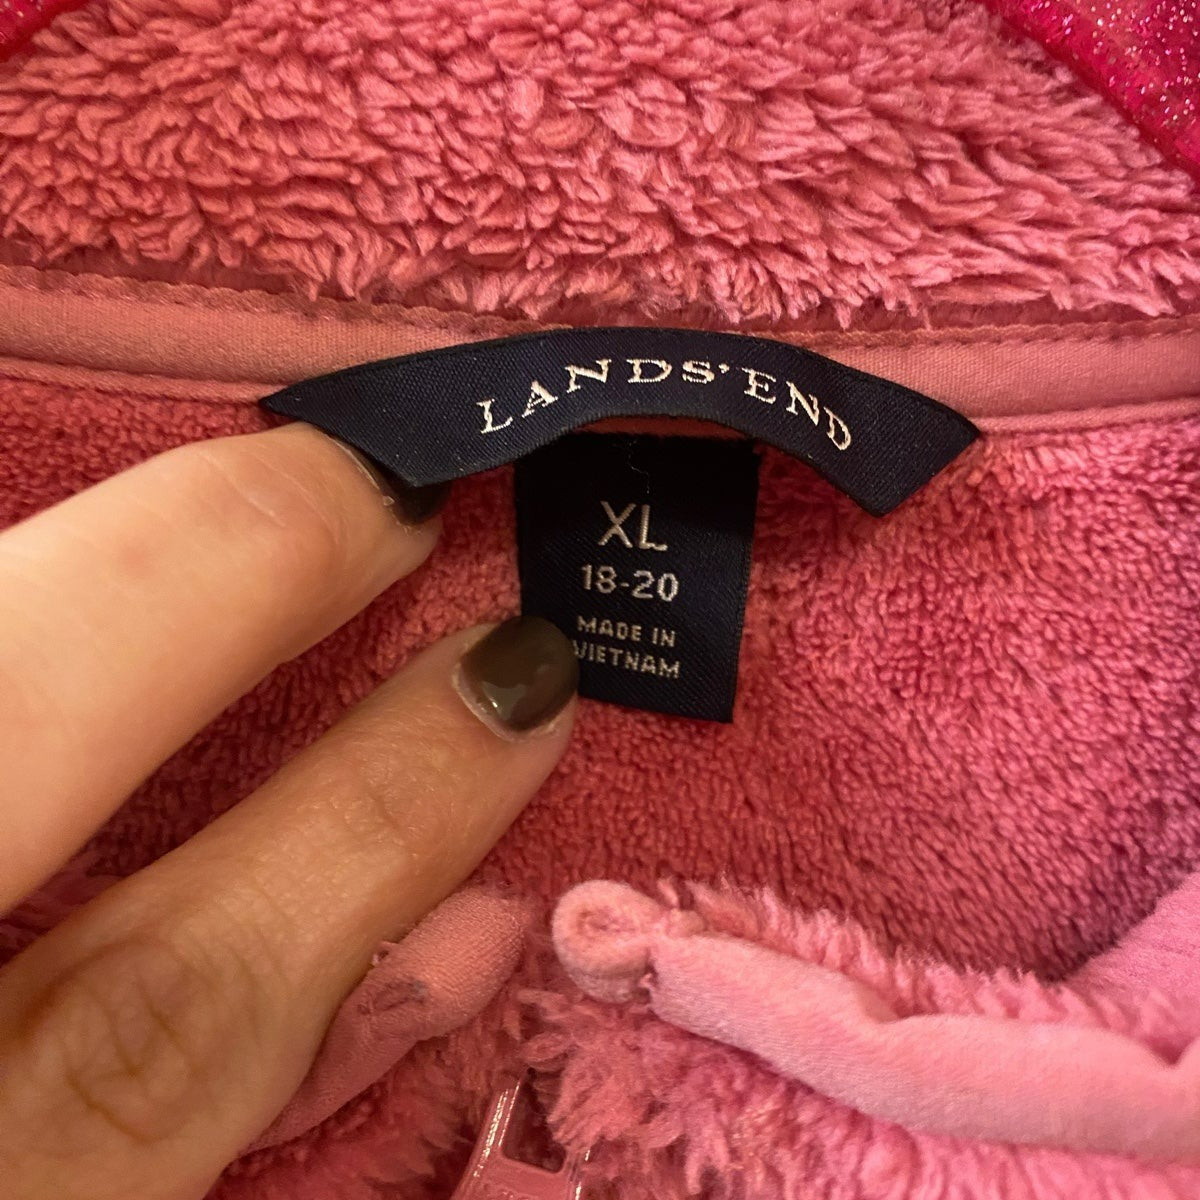 LANDS' END
XL
18-20
MADE IN
VIETNAM